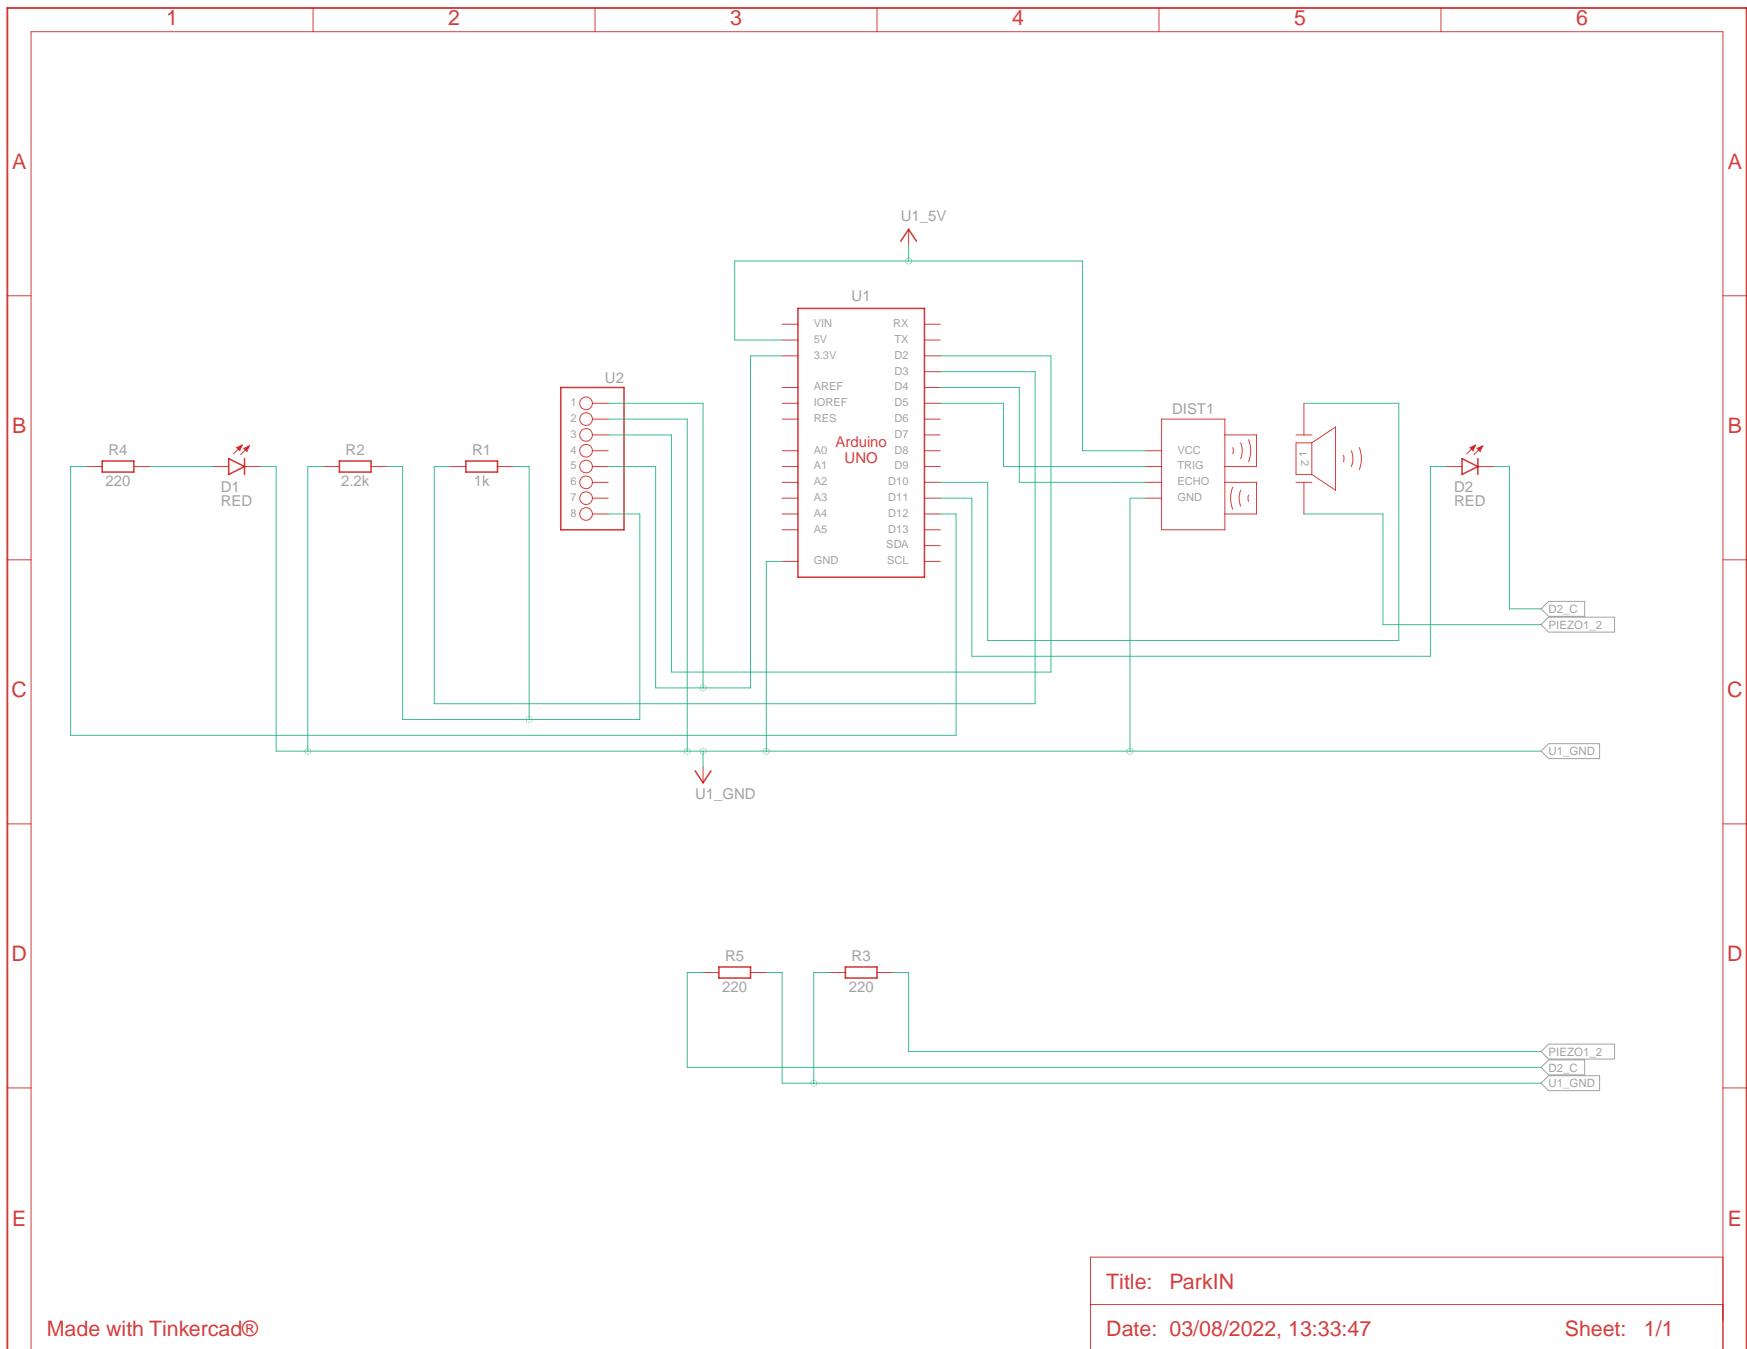 1 2 3 4 5 6
A A
U1_5V
U1
VIN RX
5V TX
3.3V D2
D3
U2 AREF D4
1 IOREF D5 DIST1
2 RES D6
B 3 D7 B
R4 R2 R1 4 A0 Arduino D8 VCC
220 2.2k 1k 5 A1 UNO D9 TRIG 1 2
D1 6 A2 D10 ECHO D2
RED 7 A3 D11 GND RED
8 A4 D12
A5 D13
SDA
GND SCL
D2_C
PIEZO1_2
C C
U1_GND
U1_GND
D R5 R3 D
220 220
PIEZO1_2
D2_C
U1_GND
E E
Title: ParkIN
Made with Tinkercad® Date: 03/08/2022, 13:33:47 Sheet: 1/1